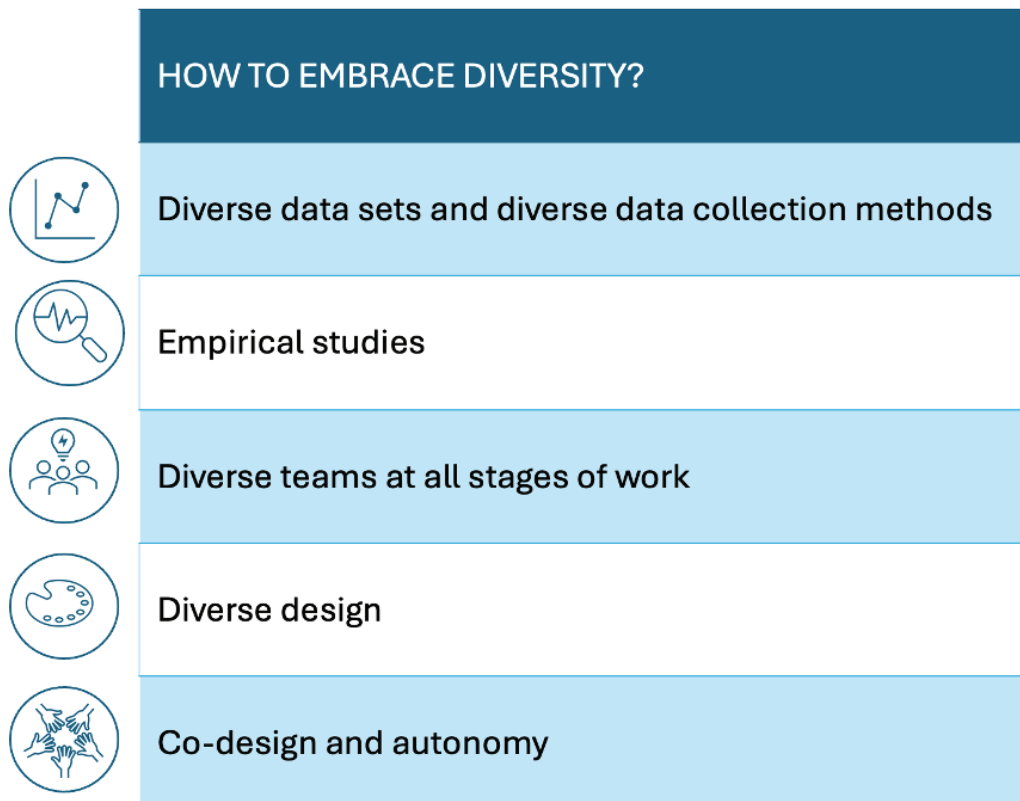 HOW TO EMBRACE DIVERSITY?
Diverse data sets and diverse data collection methods
Empirical studies
Diverse teams at all stages of work
Diverse design
Co-design and autonomy